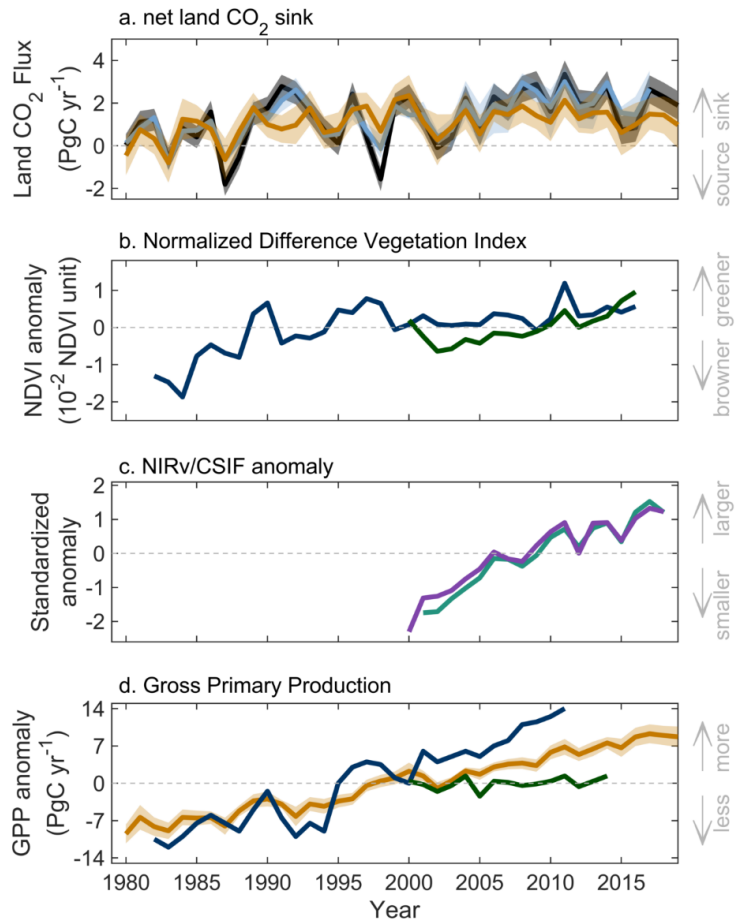 a. net land CO2 sink
Land CO2 Flux
(PgC yr-1)
4
2
0
-2
source sink
b. Normalized Difference Vegetation Index
NDVI anomaly
(10-2 NDVI unit)
1
0
-1
-2
browner greener
c. NIRv/CSIF anomaly
Standardized
anomaly
2
1
0
-1
-2
smaller larger
d. Gross Primary Production
GPP anomaly
(PgC yr-1)
14
7
0
-7
-14
less more
1980 1985 1990 1995 2000 2005 2010 2015
Year